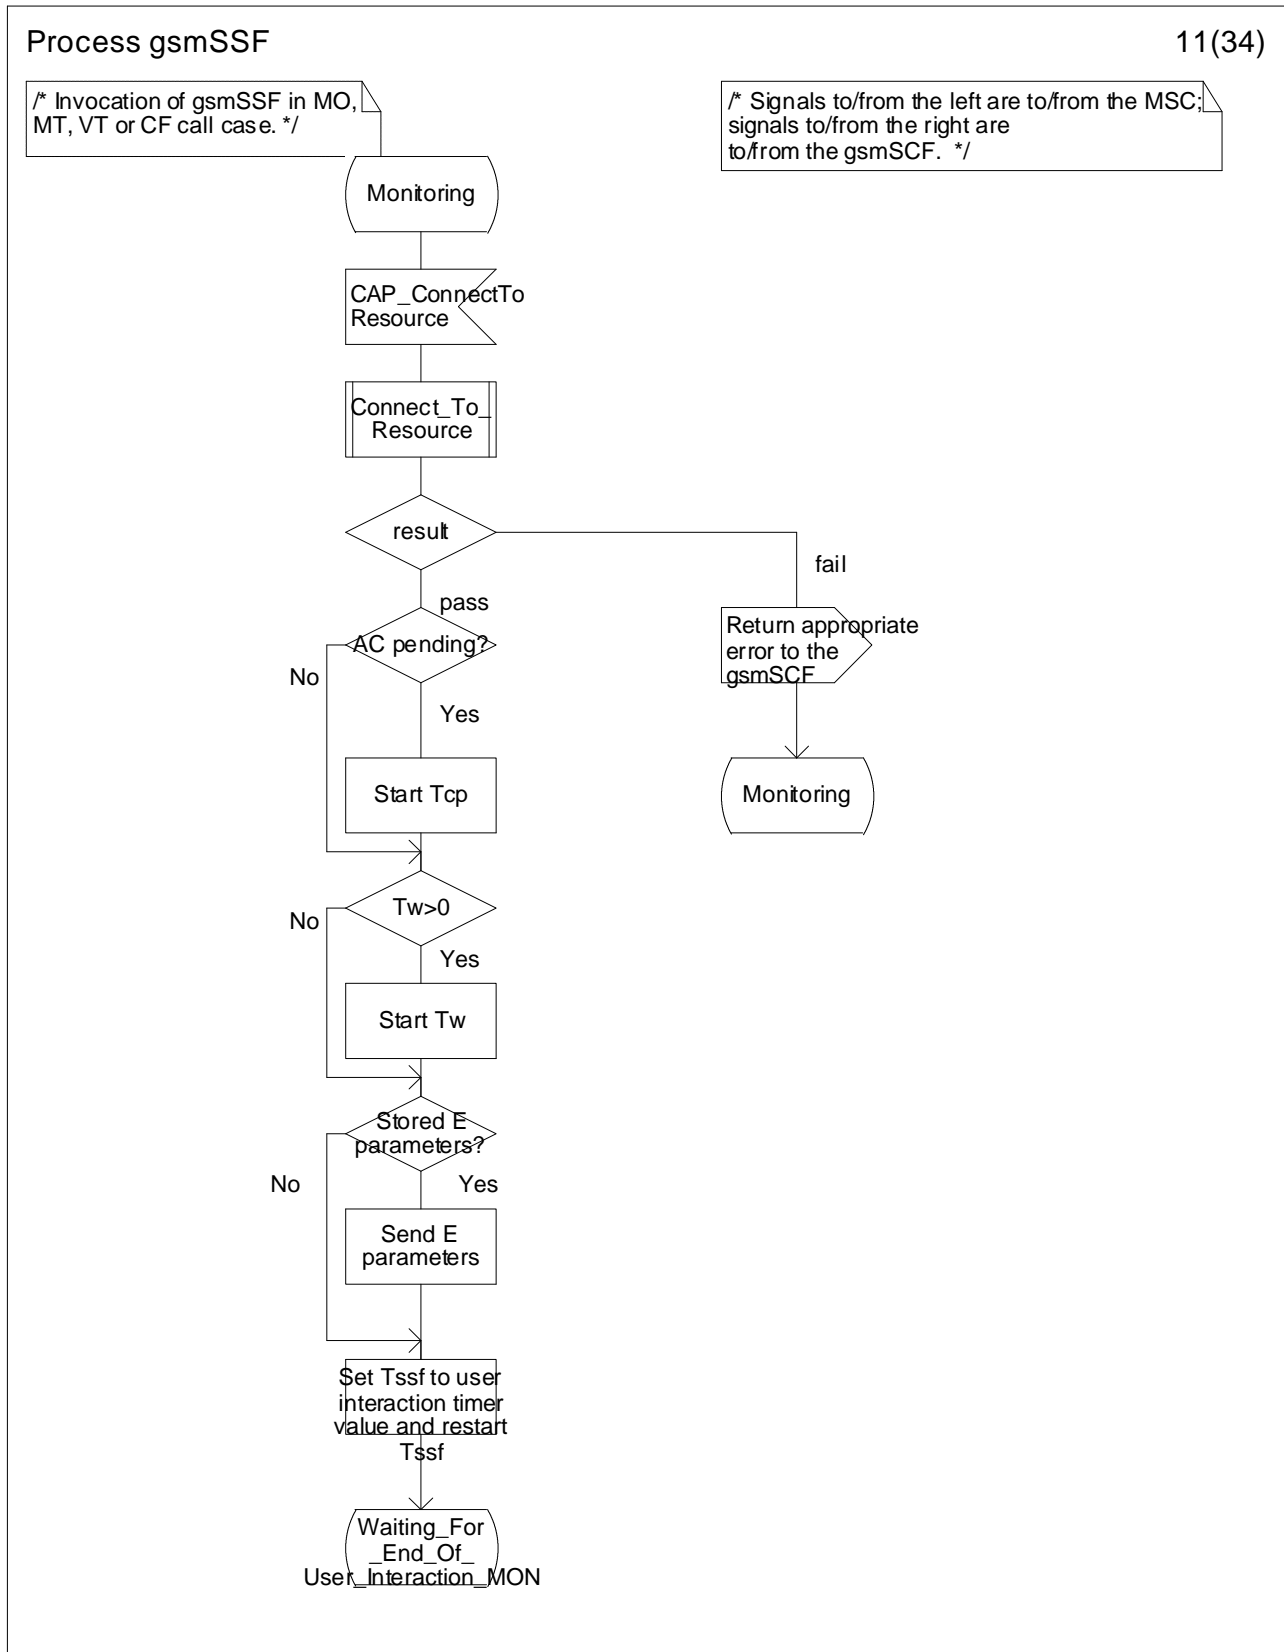 Process gsmSSF
11(34)
/* Invocation of gsmSSF in MO,
MT, VT or CF call case. */
/* Signals to/from the left are to/from the MSC;
signals to/from the right are
to/from the gsmSCF.  */
Monitoring
CAP_ConnectTo
Resource
Connect_To_
Resource
result
fail
pass
Return appropriate
error to the
gsmSCF
AC pending?
No
Yes
Start Tcp
Monitoring
Tw>0
No
Yes
Start Tw
Stored E
parameters?
No
Yes
Send E
parameters
Set Tssf to user
interaction timer
value and restart
Tssf
Waiting_For
_End_Of_
User_Interaction_MON